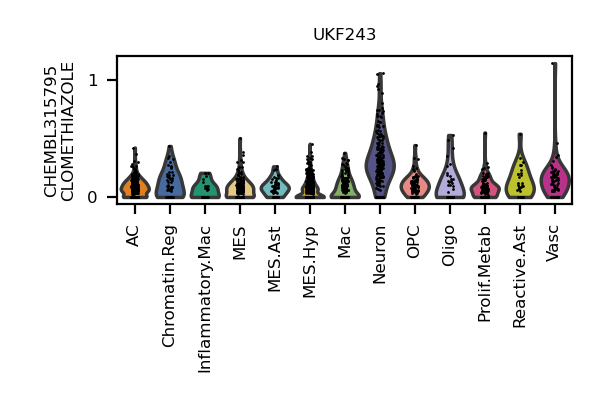 UKF243
CHEMBL315795
CLOMETHIAZOLE
1
0
AC
Chromatin.Reg
Inflammatory.Mac
MES
MES.Ast
MES.Hyp
Mac
Neuron
OPC
Oligo
Prolif.Metab
Reactive.Ast
Vasc